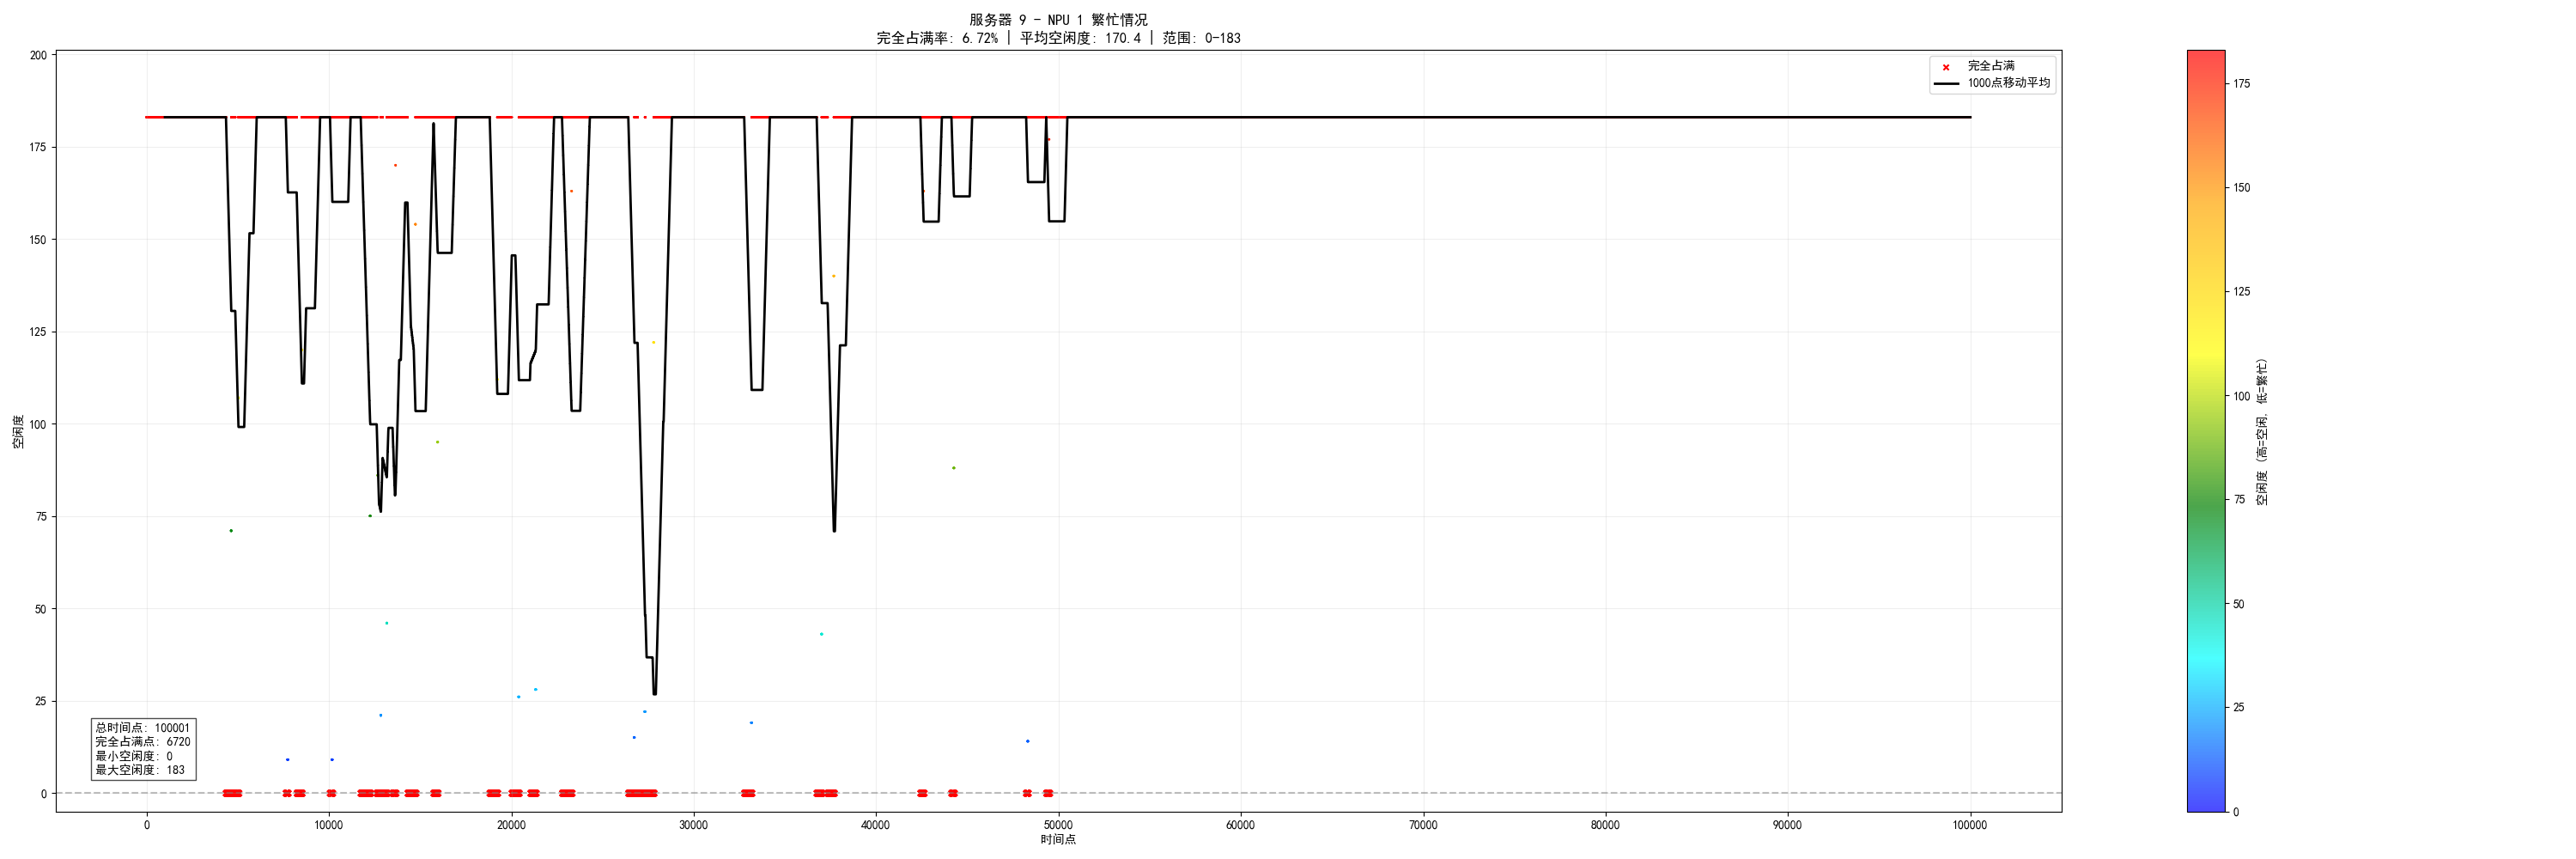 服务器 9 - NPU 1 繁忙情况
完全占满率: 6.72% | 平均空闲度: 170.4 | 范围: 0-183
完全占满
1000点移动平均
200
175
150
125
100
75
50
25
0
空闲度
总时间点: 100001
完全占满点: 6720
最小空闲度: 0
最大空闲度: 183
0
10000
20000
30000
40000
50000
60000
70000
80000
90000
100000
时间点
175
150
125
100
75
50
25
0
空闲度 (高=空闲, 低=繁忙)